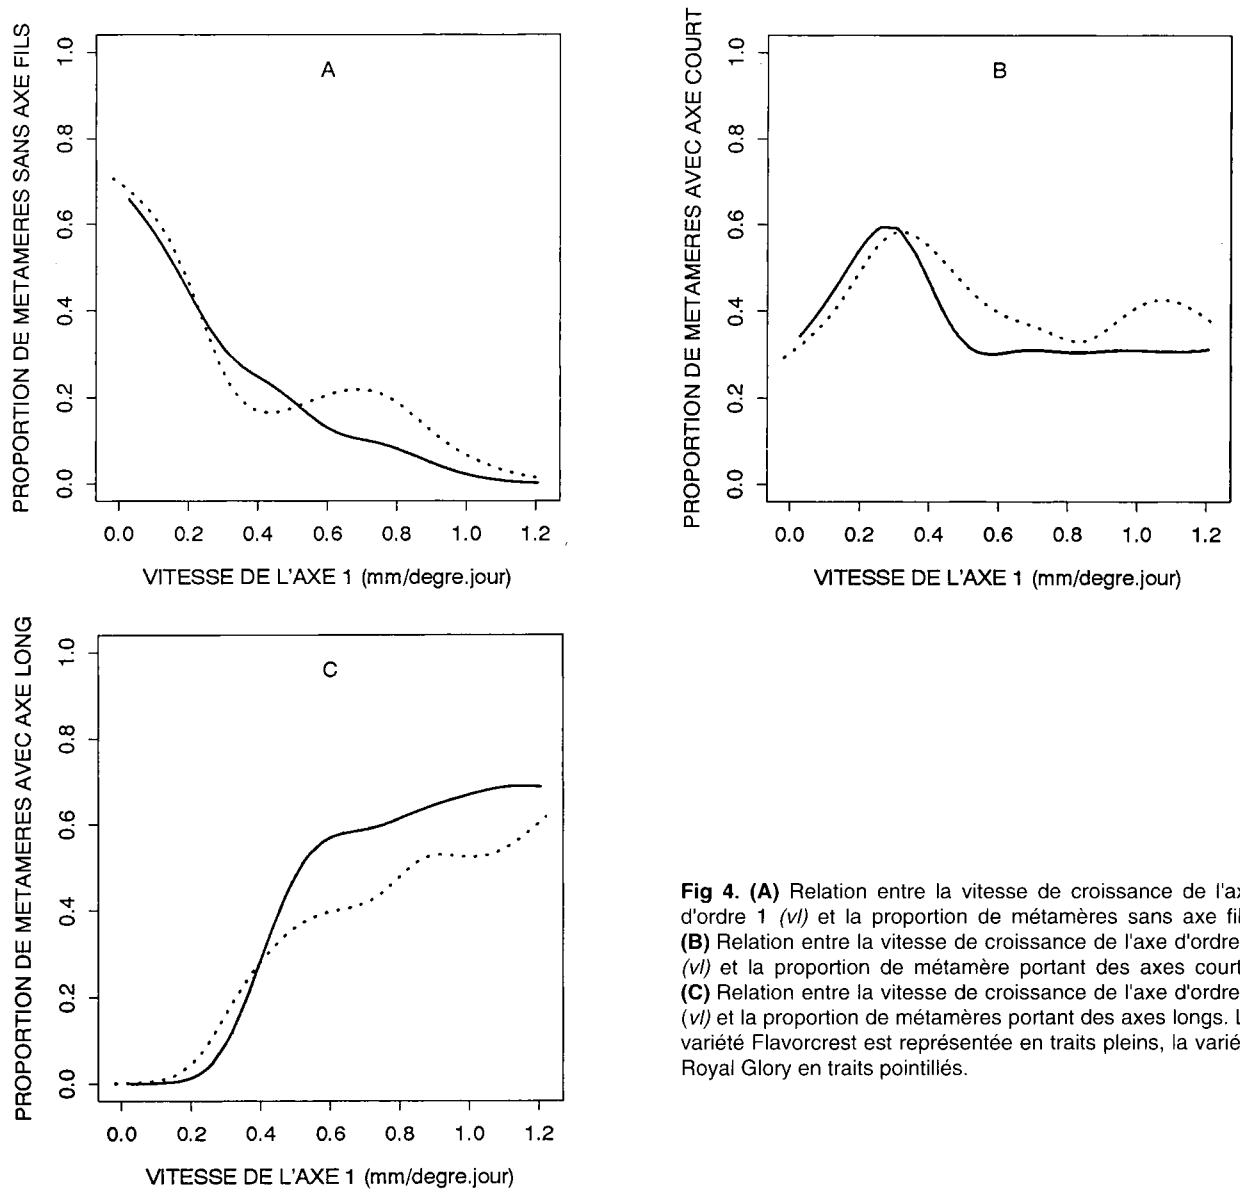 PROPORTION DE METAMERES SANS AXE FILS
1.0
0.8
0.6
0.4
0.2
0.0
A
0.0 0.2 0.4 0.6 0.8 1.0 1.2
VITESSE DE L'AXE 1 (mm/degre.jour)
PROPORTION DE METAMERES AVEC AXE COURT
1.0
0.8
0.6
0.4
0.2
0.0
B
0.0 0.2 0.4 0.6 0.8 1.0 1.2
VITESSE DE L'AXE 1 (mm/degre.jour)
PROPORTION DE METAMERES AVEC AXE LONG
1.0
0.8
0.6
0.4
0.2
0.0
C
0.0 0.2 0.4 0.6 0.8 1.0 1.2
VITESSE DE L'AXE 1 (mm/degre.jour)
Fig 4. (A) Relation entre la vitesse de croissance de l'ax
d'ordre 1 (vl) et la proportion de métamères sans axe fil
(B) Relation entre la vitesse de croissance de l'axe d'ordre
(vl) et la proportion de métamère portant des axes court
(C) Relation entre la vitesse de croissance de l'axe d'ordre
(vl) et la proportion de métamères portant des axes longs. L
variété Flavorcrest est représentée en traits pleins, la varié
Royal Glory en traits pointillés.